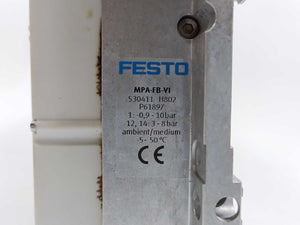 FESTO
MPA-FB-VI
530411 H802
P61897
1: -0,9 - 10bar
12, 14: 3 - 8bar
ambient/medium
-5- 50°C
CE